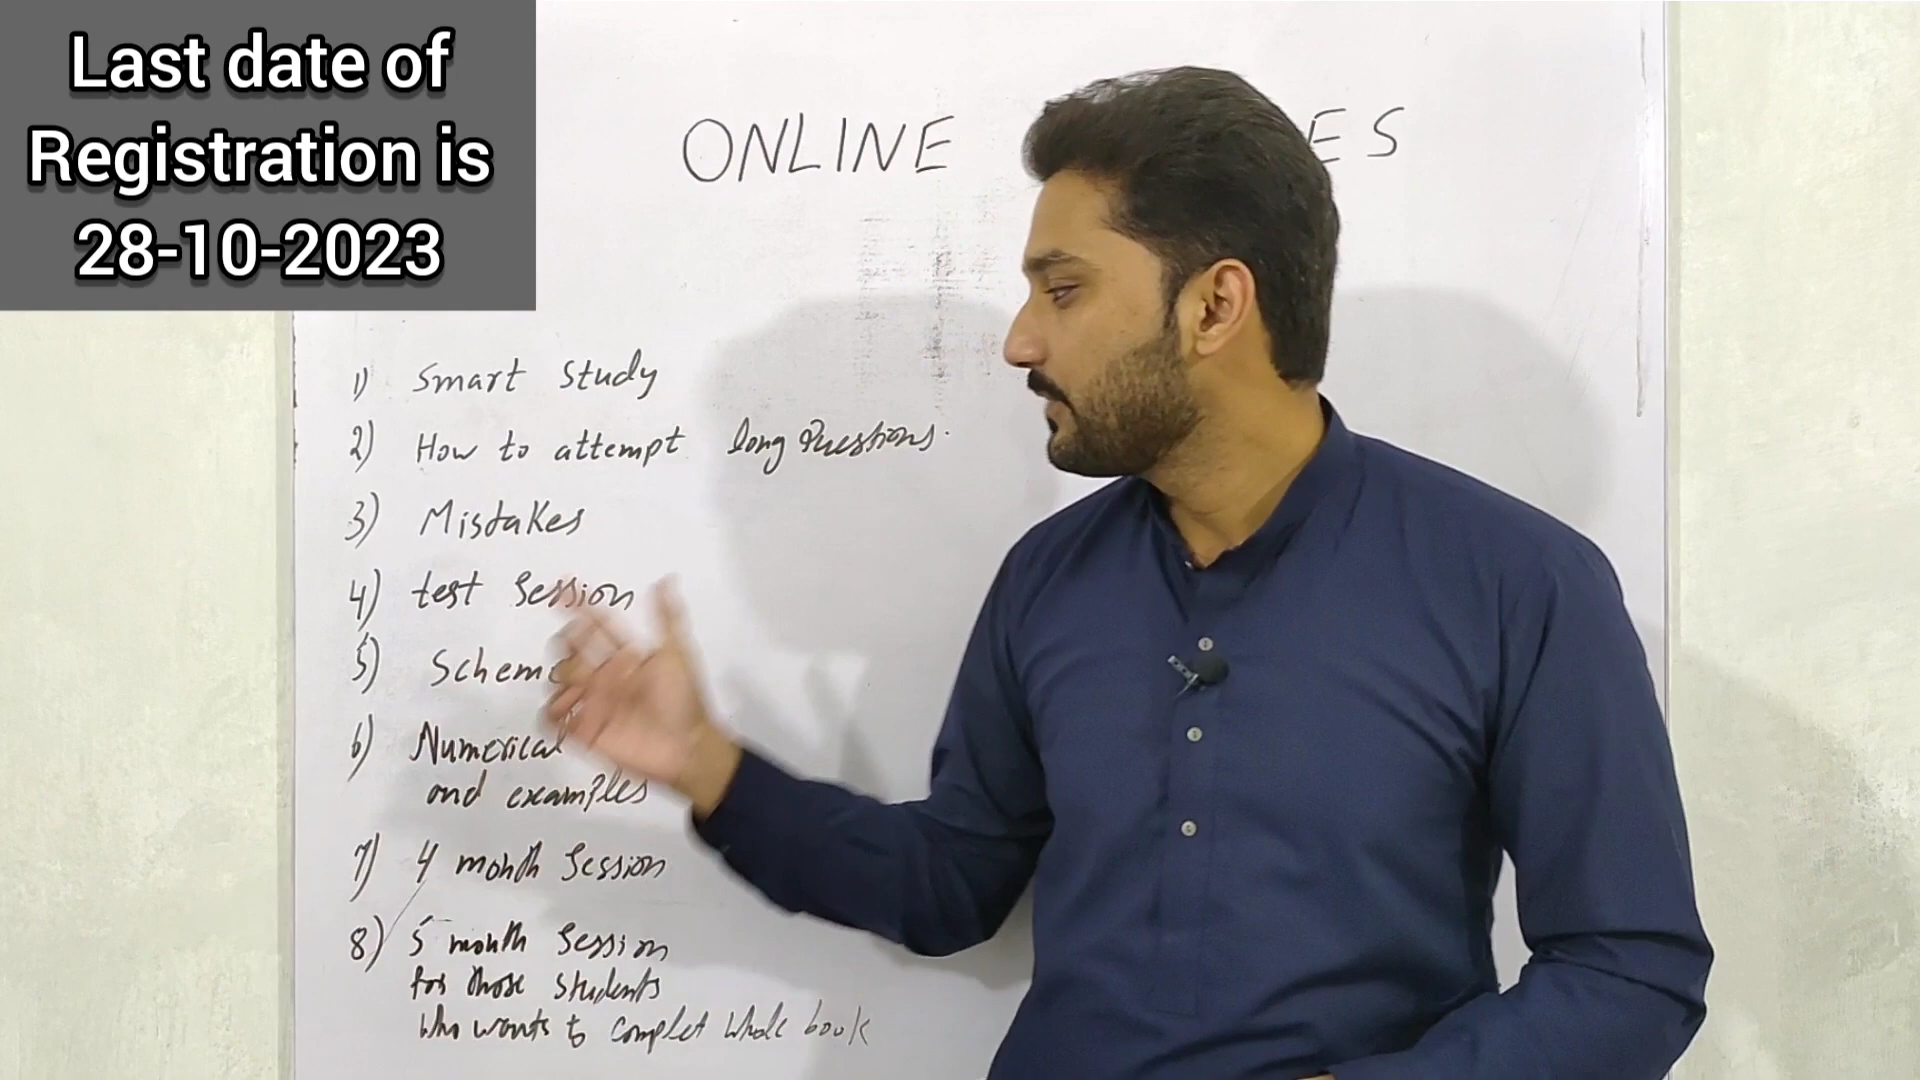 Last date of
Registration is
28-10-2023
ONLINE ES
1) Smart Study
2) How to attempt long Questions.
3) Mistakes
4) test Session
5) Scheme
6) Numerical
and examples
7) 4 month Session
8) 5 month Session
for those students
who wants to complet whole book